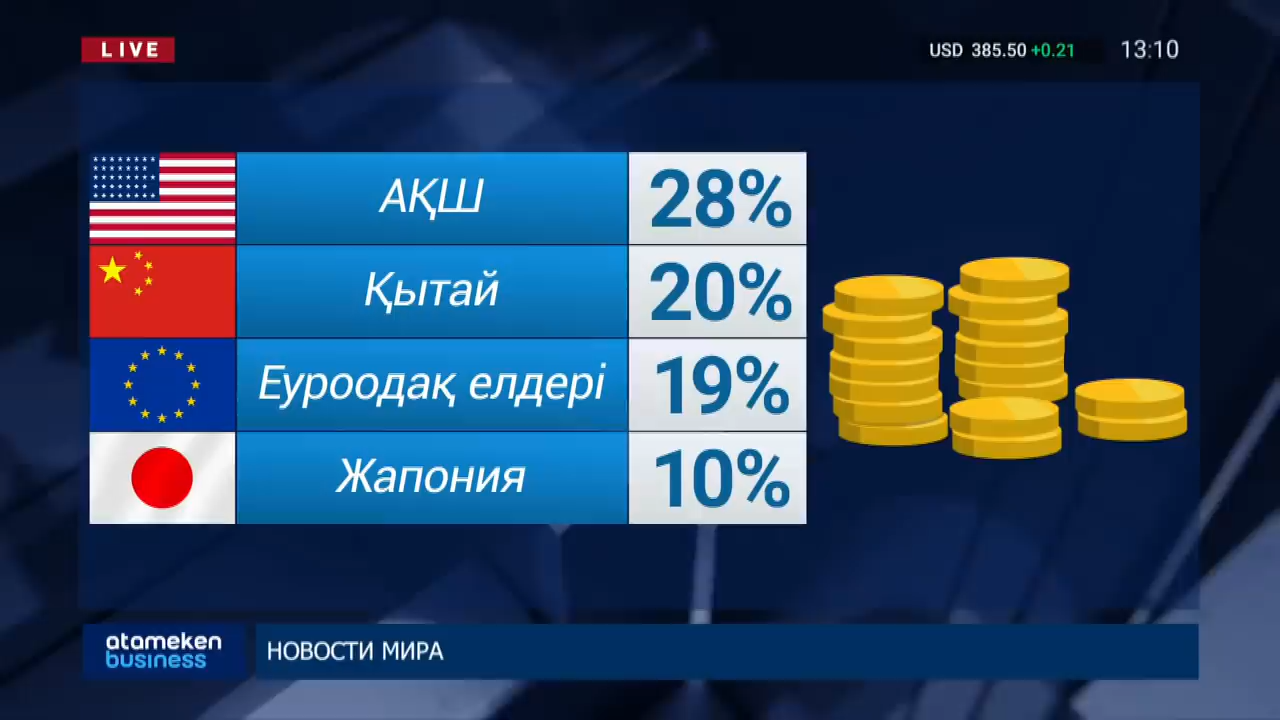 LIVE
USD 385.50 +0.21
13:10
АҚШ 28%
Қытай 20%
Еуроодақ елдері 19%
Жапония 10%
atameken
business
НОВОСТИ МИРА